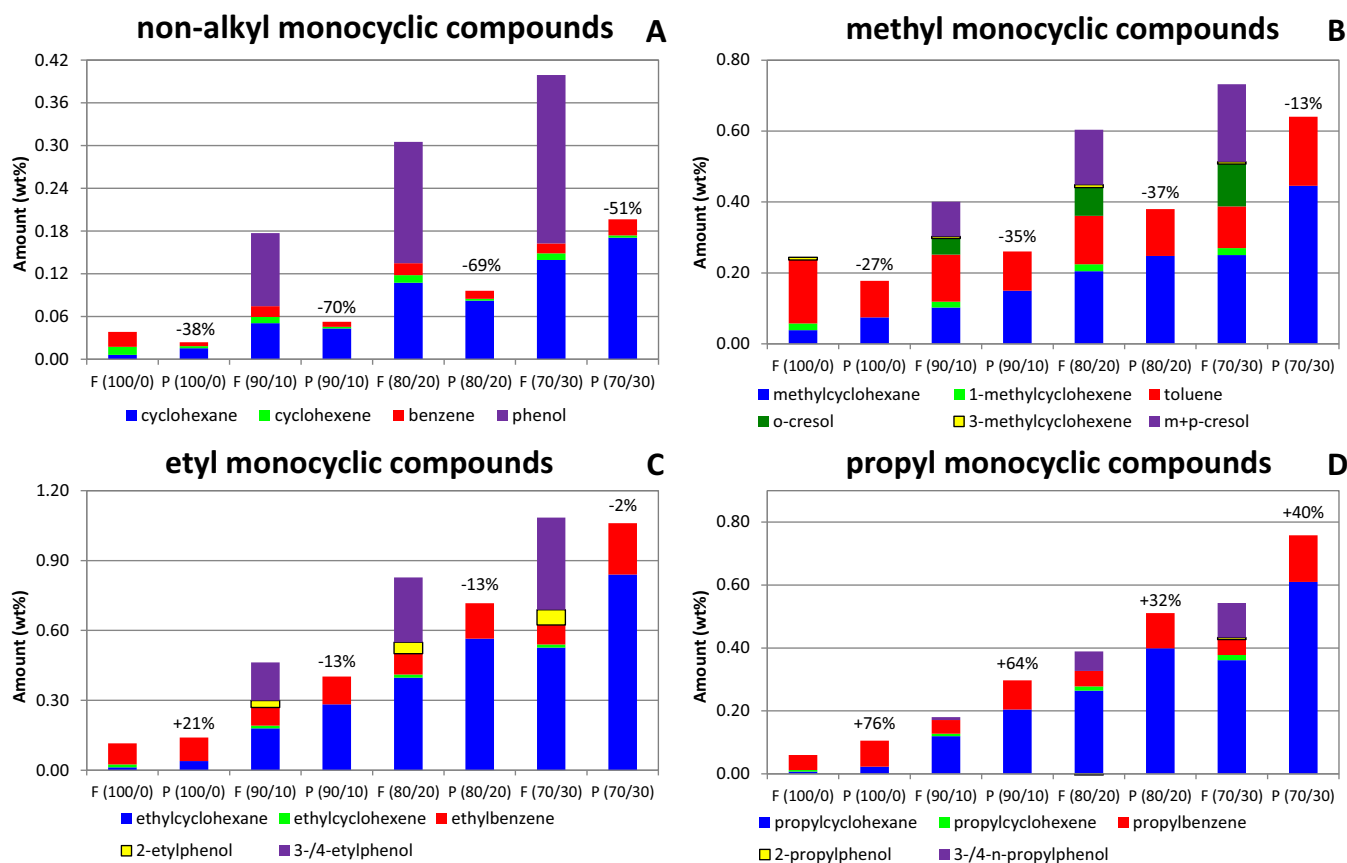 non-alkyl monocyclic compounds A
Amount (wt%)
0.42
0.36
0.30
0.24
0.18
0.12
0.06
0.00
-38%
-70%
-69%
-51%
F (100/0) P (100/0) F (90/10) P (90/10) F (80/20) P (80/20) F (70/30) P (70/30)
cyclohexane cyclohexene benzene phenol
methyl monocyclic compounds B
Amount (wt%)
0.80
0.60
0.40
0.20
0.00
-27%
-35%
-37%
-13%
F (100/0) P (100/0) F (90/10) P (90/10) F (80/20) P (80/20) F (70/30) P (70/30)
methylcyclohexane 1-methylcyclohexene toluene
o-cresol 3-methylcyclohexene m+p-cresol
etyl monocyclic compounds C
Amount (wt%)
1.20
0.90
0.60
0.30
0.00
+21%
-13%
-13%
-2%
F (100/0) P (100/0) F (90/10) P (90/10) F (80/20) P (80/20) F (70/30) P (70/30)
ethylcyclohexane ethylcyclohexene ethylbenzene
2-etylphenol 3-/4-etylphenol
propyl monocyclic compounds D
Amount (wt%)
0.80
0.60
0.40
0.20
0.00
+76%
+64%
+32%
+40%
F (100/0) P (100/0) F (90/10) P (90/10) F (80/20) P (80/20) F (70/30) P (70/30)
propylcyclohexane propylcyclohexene propylbenzene
2-propylphenol 3-/4-n-propylphenol